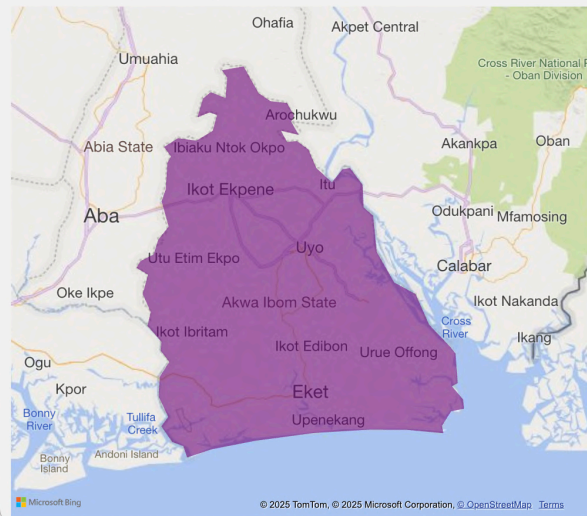 Ohafia
Akpet Central
Umuahia
Cross River National F
- Oban Division
Arochukwu
Abia State
Ibiaku Ntok Okpo
Akankpa
Oban
Ikot Ekpene
Itu
Aba
Odukpani
Mfamosing
Uyo
Utu Etim Ekpo
Calabar
Oke Ikpe
Akwa Ibom State
Ikot Nakanda
Cross
River
Ikot Ibritam
Ikot Edibon
Urue Offong
Ikang
Ogu
Kpor
Eket
Bonny
River
Tullifa
Creek
Upenekang
Bonny
Island
Andoni Island
Microsoft Bing
© 2025 TomTom, © 2025 Microsoft Corporation, © OpenStreetMap Terms